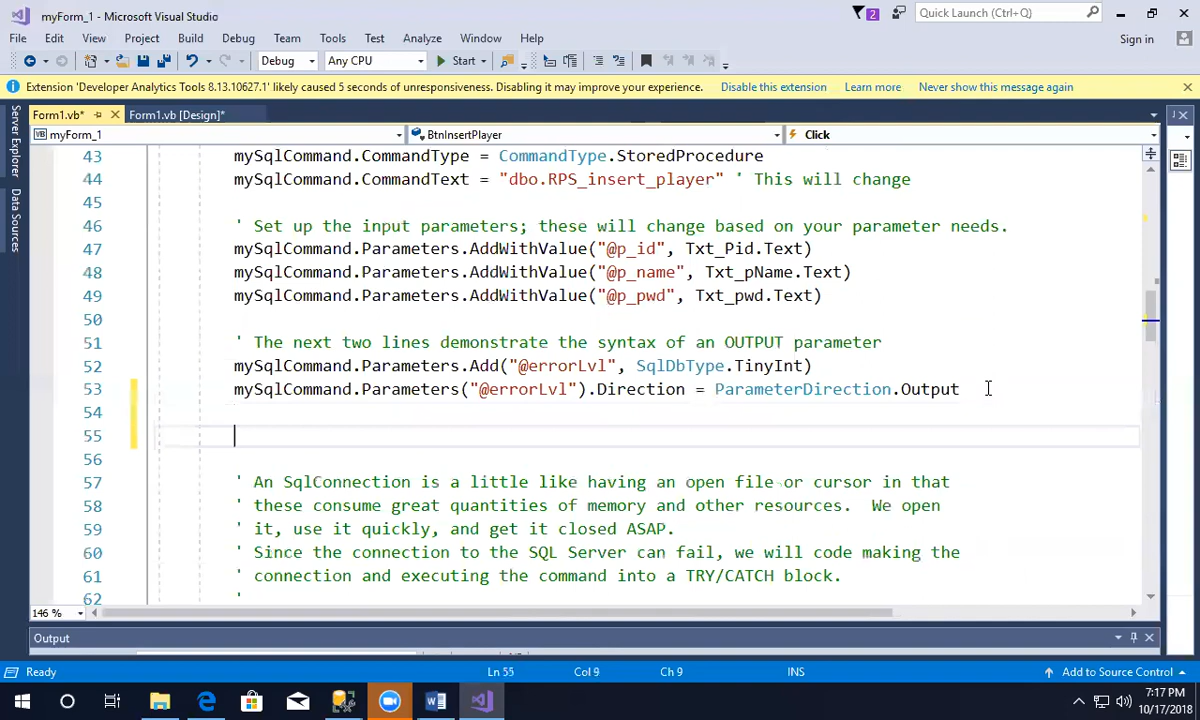 myForm_1 - Microsoft Visual Studio
2
Quick Launch (Ctrl+Q)
File Edit View Project Build Debug Team Tools Test Analyze Window Help
Sign in
Debug Any CPU Start
Extension 'Developer Analytics Tools 8.13.10627.1' likely caused 5 seconds of unresponsiveness. Disabling it may improve your experience. Disable this extension Learn more Never show this message again
Form1.vb* Form1.vb [Design]*
Server Explorer
Data Sources
VB myForm_1 BtnInsertPlayer Click
43 mySqlCommand.CommandType = CommandType.StoredProcedure
44 mySqlCommand.CommandText = "dbo.RPS_insert_player" ' This will change
45
46 ' Set up the input parameters; these will change based on your parameter needs.
47 mySqlCommand.Parameters.AddWithValue("@p_id", Txt_Pid.Text)
48 mySqlCommand.Parameters.AddWithValue("@p_name", Txt_pName.Text)
49 mySqlCommand.Parameters.AddWithValue("@p_pwd", Txt_pwd.Text)
50
51 ' The next two lines demonstrate the syntax of an OUTPUT parameter
52 mySqlCommand.Parameters.Add("@errorLvl", SqlDbType.TinyInt)
53 mySqlCommand.Parameters("@errorLvl").Direction = ParameterDirection.Output
54
55
56
57 ' An SqlConnection is a little like having an open file or cursor in that
58 ' these consume great quantities of memory and other resources.  We open
59 ' it, use it quickly, and get it closed ASAP.
60 ' Since the connection to the SQL Server can fail, we will code making the
61 ' connection and executing the command into a TRY/CATCH block.
62 '
146 %
Output
Ready Ln 55 Col 9 Ch 9 INS Add to Source Control
7:17 PM
10/17/2018